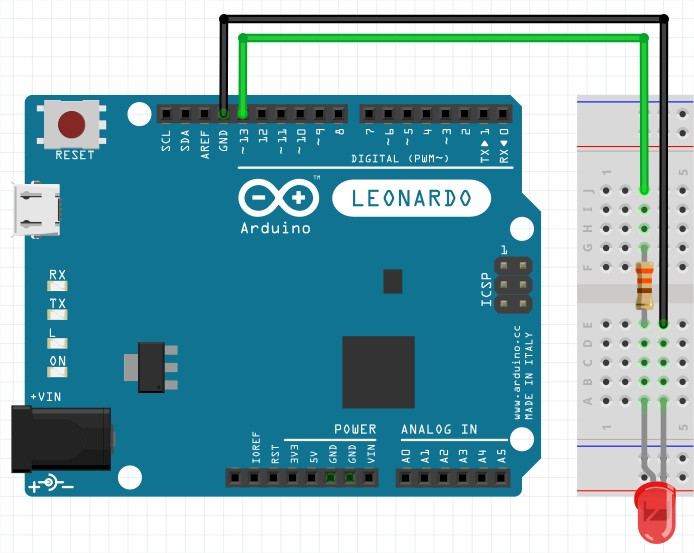 RESET
SCL
SDA
AREF
GND
~13
12
~11
~10
~9
8
7
~6
~5
4
~3
2
TX▶1
RX◀0
DIGITAL (PWM~)
TM
LEONARDO
Arduino
1
ICSP
RX
TX
L
ON
www.arduino.cc
MADE IN ITALY
+VIN
POWER
ANALOG IN
IOREF
RST
3V3
5V
GND
GND
VIN
A0
A1
A2
A3
A4
A5
1
5
J
I
H
G
F
E
D
C
B
A
1
5